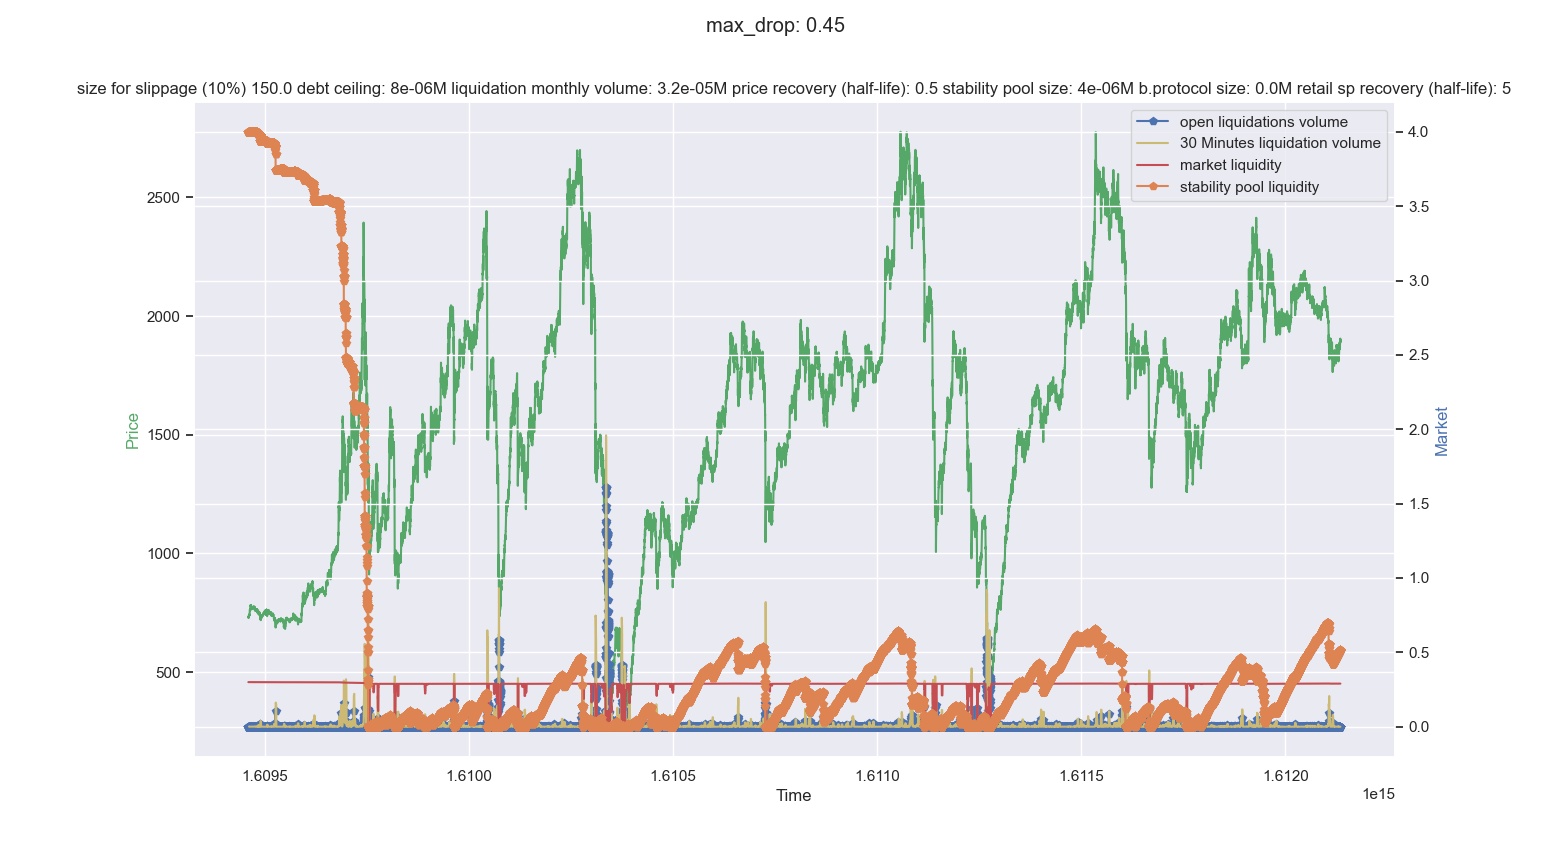 max_drop: 0.45
size for slippage (10%) 150.0 debt ceiling: 8e-06M liquidation monthly volume: 3.2e-05M price recovery (half-life): 0.5 stability pool size: 4e-06M b.protocol size: 0.0M retail sp recovery (half-life): 5
open liquidations volume
30 Minutes liquidation volume
market liquidity
stability pool liquidity
2500
2000
1500
1000
500
Price
4.0
3.5
3.0
2.5
2.0
1.5
1.0
0.5
0.0
Market
1.6095 1.6100 1.6105 1.6110 1.6115 1.6120
1e15
Time